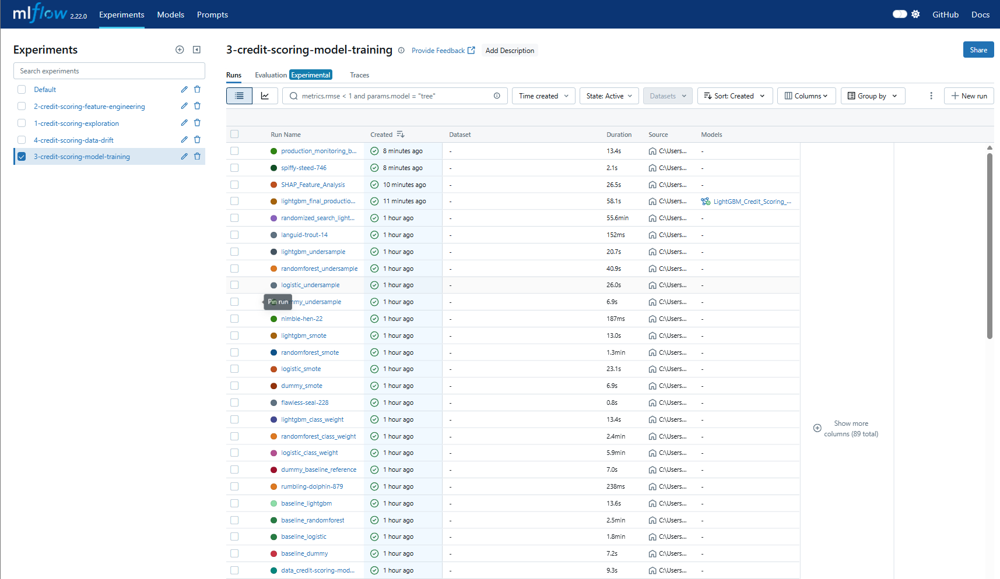 mlflow 2.22.0 Experiments Models Prompts GitHub Docs
Experiments
Search experiments
Default
2-credit-scoring-feature-engineering
1-credit-scoring-exploration
4-credit-scoring-data-drift
3-credit-scoring-model-training
3-credit-scoring-model-training Provide Feedback Add Description Share
Runs Evaluation Experimental Traces
metrics.rmse < 1 and params.model = "tree" Time created State: Active Datasets Sort: Created Columns Group by New run
Run Name Created Dataset Duration Source Models
production_monitoring_b... 8 minutes ago - 13.4s C:\Users... -
spiffy-steed-746 8 minutes ago - 2.1s C:\Users... -
SHAP_Feature_Analysis 10 minutes ago - 26.5s C:\Users... -
lightgbm_final_productio... 11 minutes ago - 58.1s C:\Users... LightGBM_Credit_Scoring_...
randomized_search_light... 1 hour ago - 55.6min C:\Users... -
languid-trout-14 1 hour ago - 152ms C:\Users... -
lightgbm_undersample 1 hour ago - 20.7s C:\Users... -
randomforest_undersample 1 hour ago - 40.9s C:\Users... -
logistic_undersample 1 hour ago - 26.0s C:\Users... -
Pin run mmy_undersample 1 hour ago - 6.9s C:\Users... -
nimble-hen-22 1 hour ago - 187ms C:\Users... -
lightgbm_smote 1 hour ago - 13.0s C:\Users... -
randomforest_smote 1 hour ago - 1.3min C:\Users... -
logistic_smote 1 hour ago - 23.1s C:\Users... -
dummy_smote 1 hour ago - 6.9s C:\Users... -
flawless-seal-228 1 hour ago - 0.8s C:\Users... -
lightgbm_class_weight 1 hour ago - 13.4s C:\Users... -
randomforest_class_weight 1 hour ago - 2.4min C:\Users... -
logistic_class_weight 1 hour ago - 5.9min C:\Users... -
dummy_baseline_reference 1 hour ago - 7.0s C:\Users... -
rumbling-dolphin-879 1 hour ago - 238ms C:\Users... -
baseline_lightgbm 1 hour ago - 13.6s C:\Users... -
baseline_randomforest 1 hour ago - 2.5min C:\Users... -
baseline_logistic 1 hour ago - 1.8min C:\Users... -
baseline_dummy 1 hour ago - 7.2s C:\Users... -
data_credit-scoring-mod... 1 hour ago - 9.3s C:\Users... -
Show more
columns (89 total)